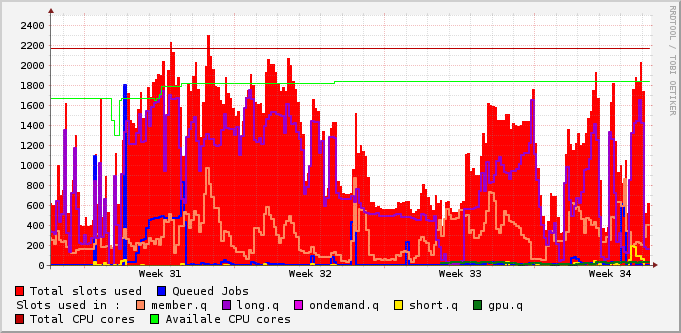 RRDTOOL / TOBI OETIKER
2400
2200
2000
1800
1600
1400
1200
1000
800
600
400
200
0
Week 31 Week 32 Week 33 Week 34
Total slots used Queued Jobs
Slots used in : member.q long.q ondemand.q short.q gpu.q
Total CPU cores Availale CPU cores